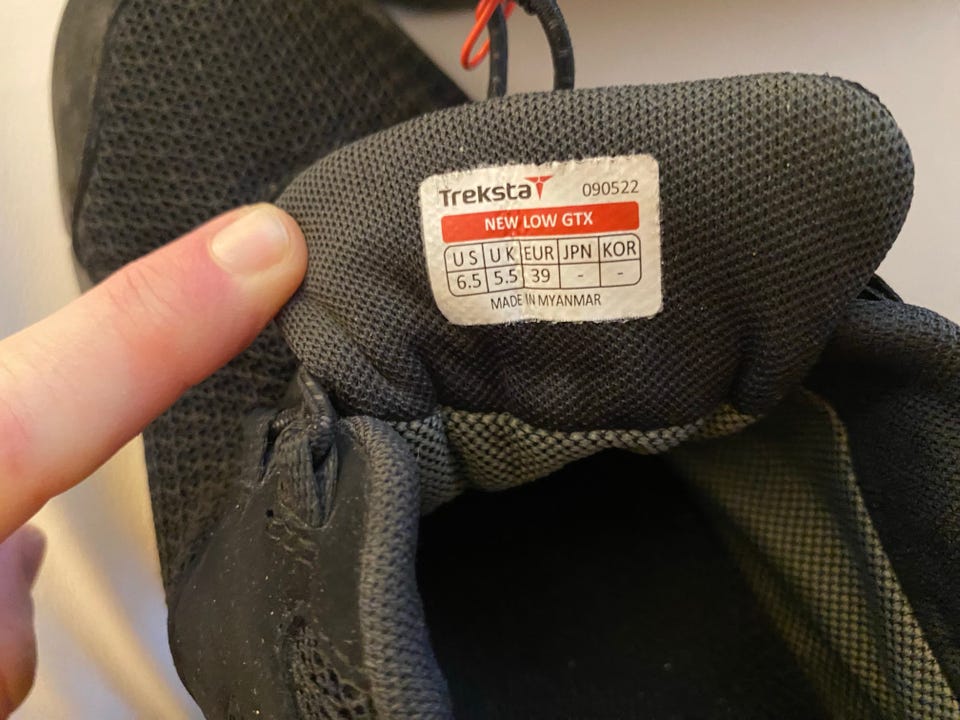 Treksta 090522
NEW LOW GTX
US UK EUR JPN KOR
6.5 5.5 39 - -
MADE IN MYANMAR